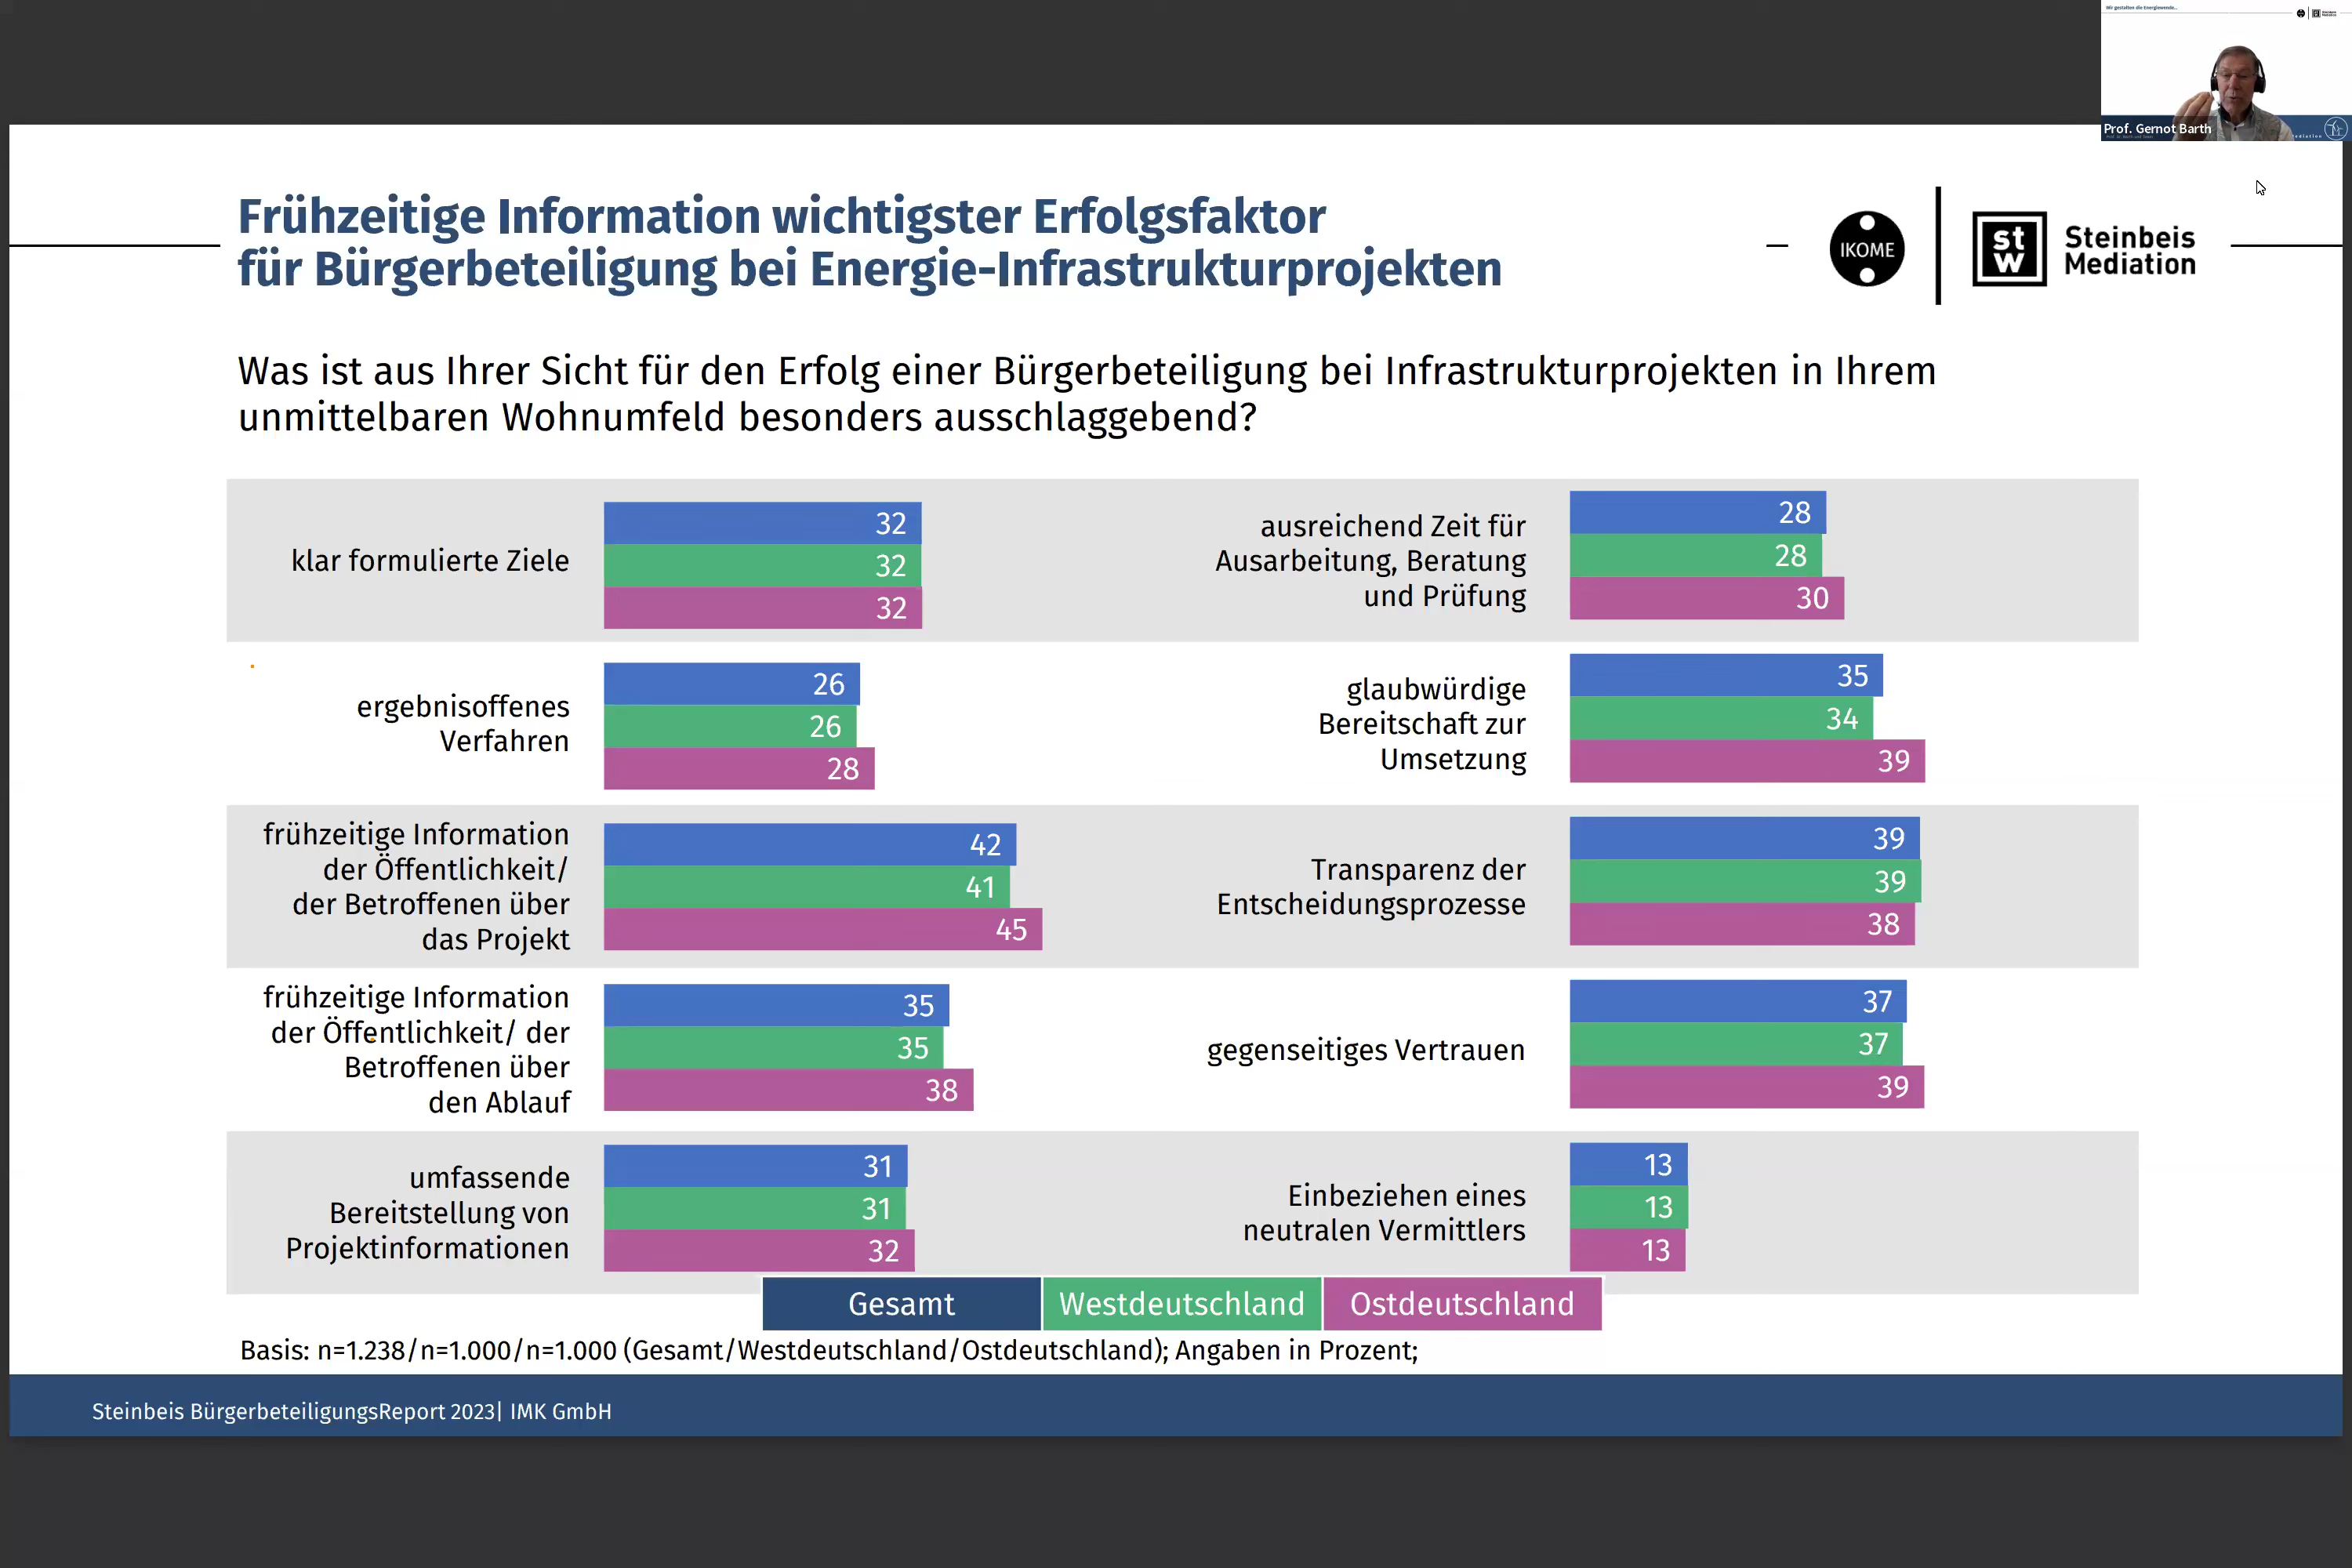 Wir gestalten die Energiewende...
Prof. Gernot Barth
Frühzeitige Information wichtigster Erfolgsfaktor
für Bürgerbeteiligung bei Energie-Infrastrukturprojekten
IKOME
st
W
Steinbeis
Mediation
Was ist aus Ihrer Sicht für den Erfolg einer Bürgerbeteiligung bei Infrastrukturprojekten in Ihrem
unmittelbaren Wohnumfeld besonders ausschlaggebend?
klar formulierte Ziele
32
32
32
ergebnisoffenes
Verfahren
26
26
28
frühzeitige Information
der Öffentlichkeit/
der Betroffenen über
das Projekt
42
41
45
frühzeitige Information
der Öffentlichkeit/ der
Betroffenen über
den Ablauf
35
35
38
umfassende
Bereitstellung von
Projektinformationen
31
31
32
ausreichend Zeit für
Ausarbeitung, Beratung
und Prüfung
28
28
30
glaubwürdige
Bereitschaft zur
Umsetzung
35
34
39
Transparenz der
Entscheidungsprozesse
39
39
38
gegenseitiges Vertrauen
37
37
39
Einbeziehen eines
neutralen Vermittlers
13
13
13
Gesamt
Westdeutschland
Ostdeutschland
Basis: n=1.238/n=1.000/n=1.000 (Gesamt/Westdeutschland/Ostdeutschland); Angaben in Prozent;
Steinbeis BürgerbeteiligungsReport 2023| IMK GmbH